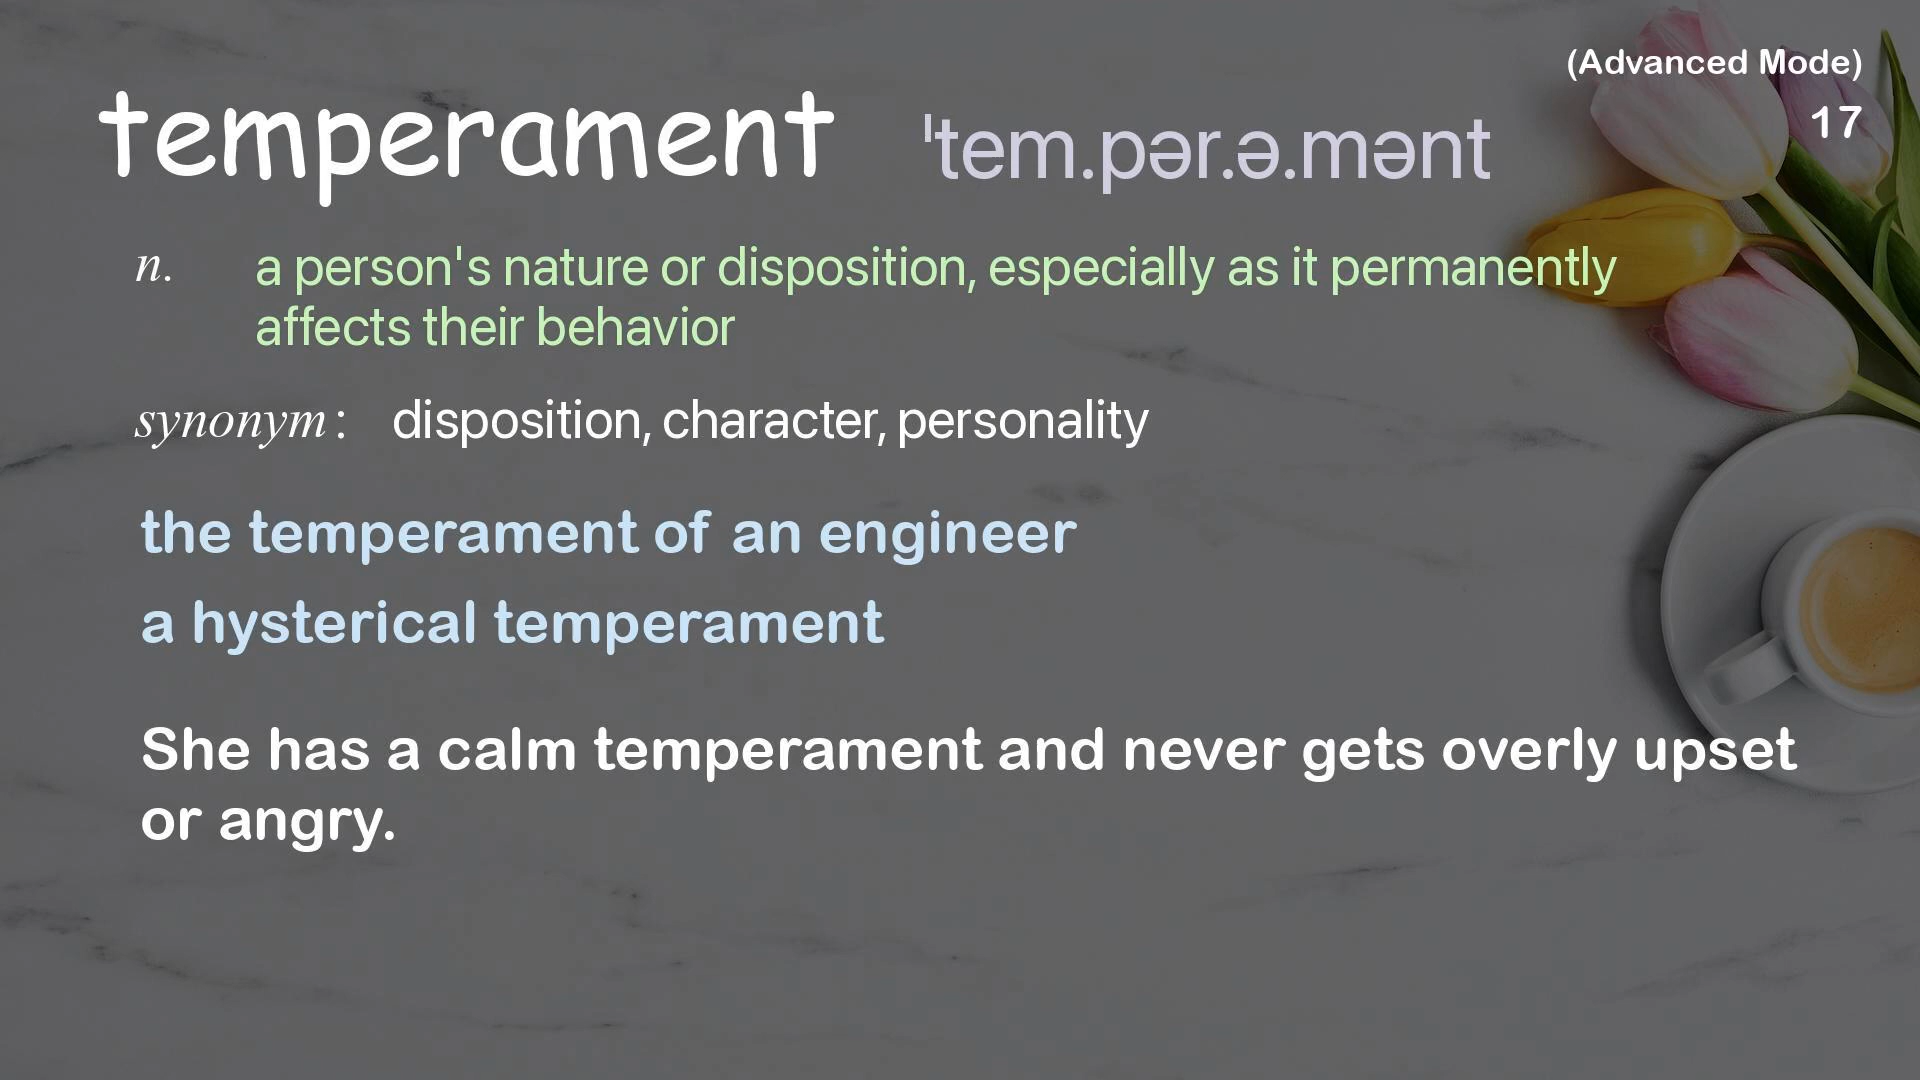 (Advanced Mode)
temperament ˈtem.pər.ə.mənt
17
n. a person's nature or disposition, especially as it permanently
affects their behavior
synonym: disposition, character, personality
the temperament of an engineer
a hysterical temperament
She has a calm temperament and never gets overly upset
or angry.